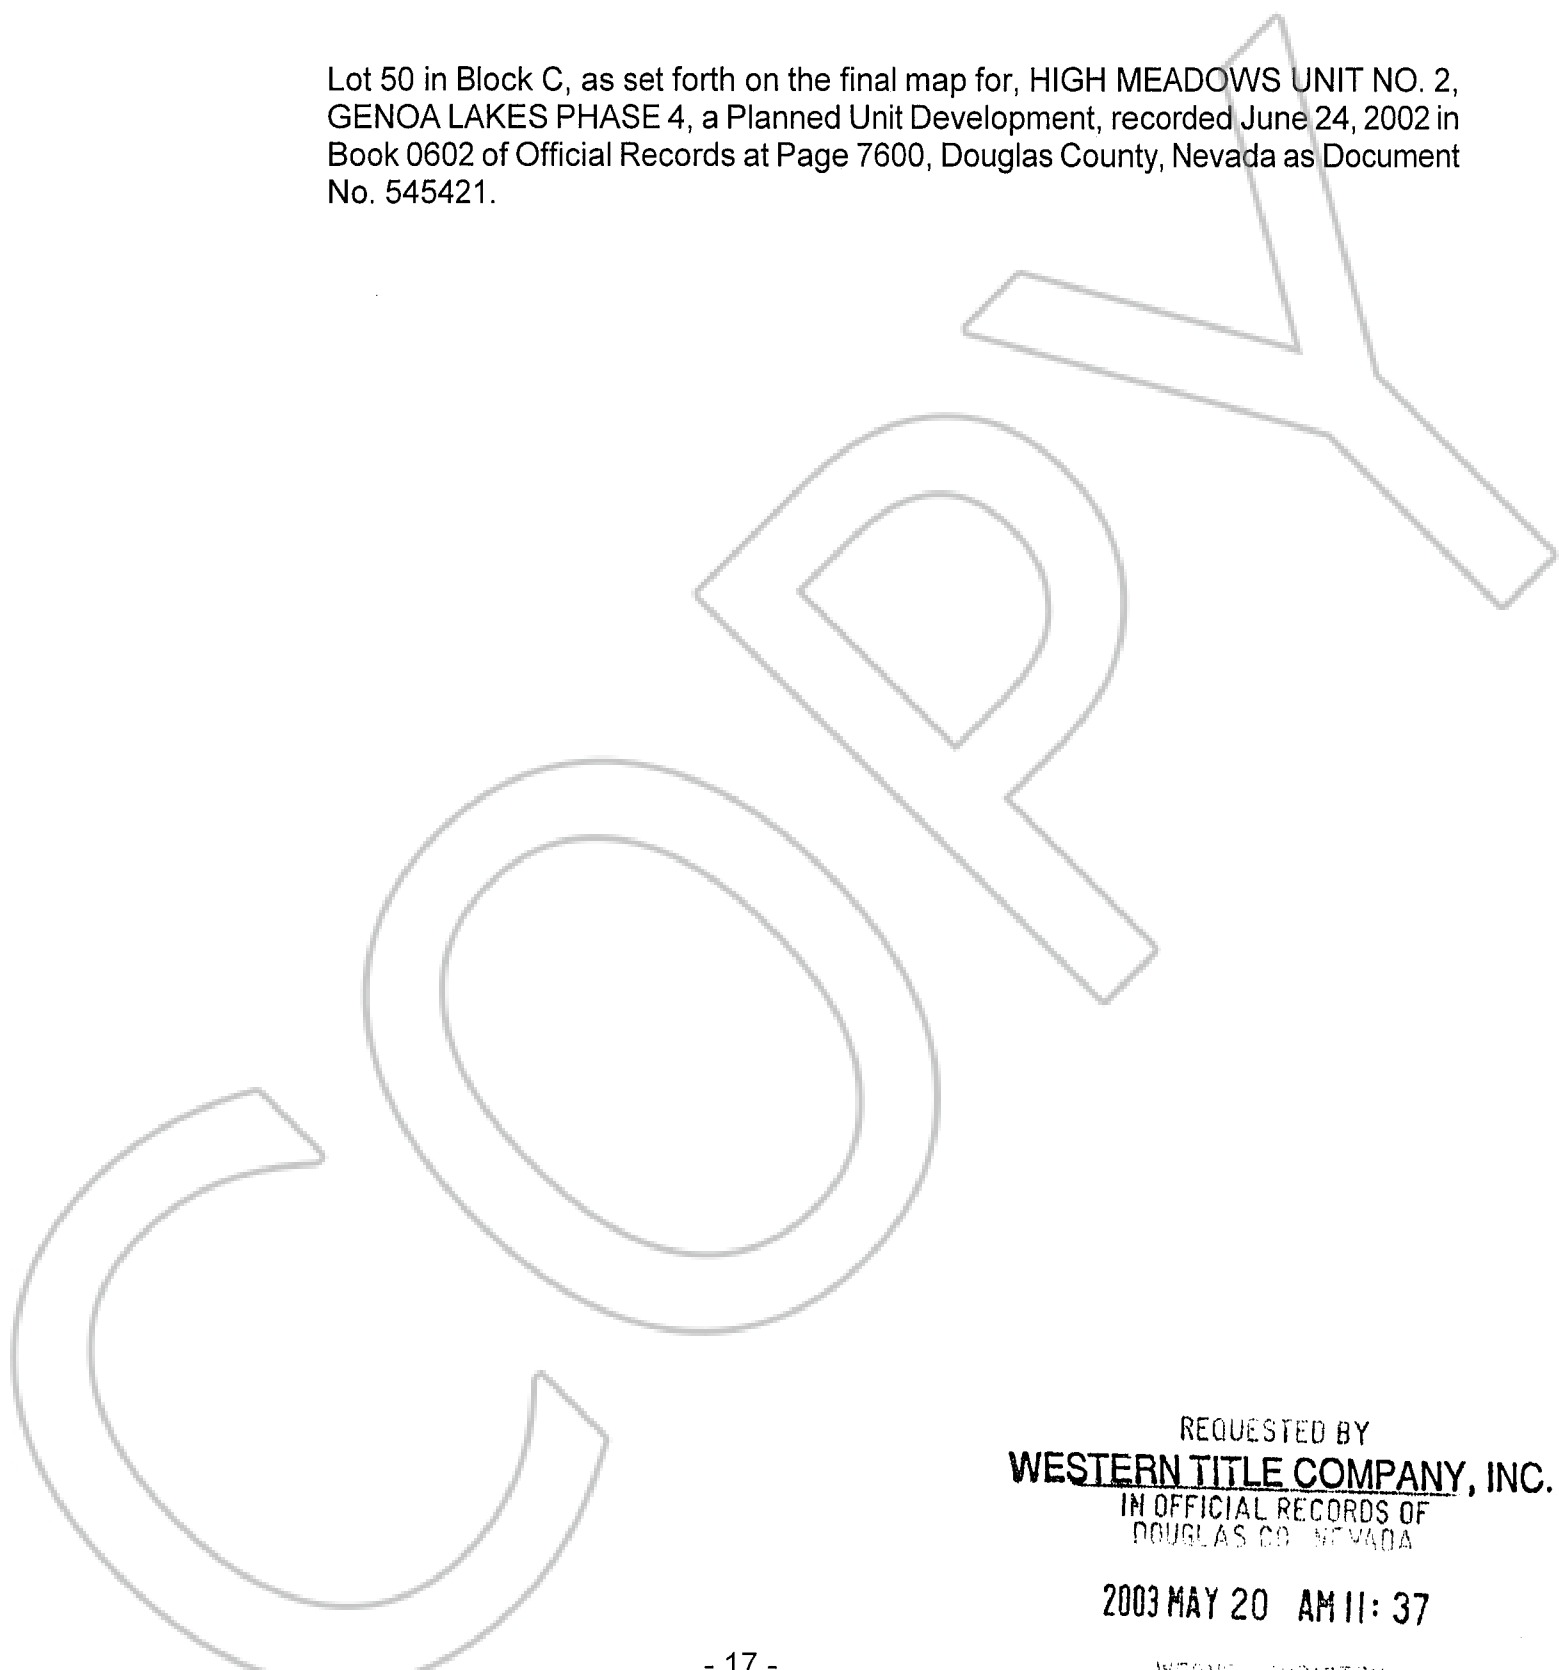 Lot 50 in Block C, as set forth on the final map for, HIGH MEADOWS UNIT NO. 2,
GENOA LAKES PHASE 4, a Planned Unit Development, recorded June 24, 2002 in
Book 0602 of Official Records at Page 7600, Douglas County, Nevada as Document
No. 545421.
COPY
REQUESTED BY
WESTERN TITLE COMPANY, INC.
IN OFFICIAL RECORDS OF
DOUGLAS CO NEVADA
2003 MAY 20 AM 11: 37
- 17 -